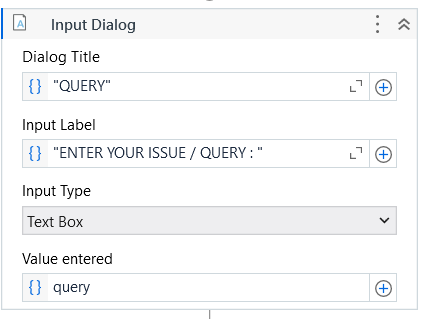 Input Dialog
Dialog Title
{} "QUERY"
Input Label
{} "ENTER YOUR ISSUE / QUERY : "
Input Type
Text Box
Value entered
{} query